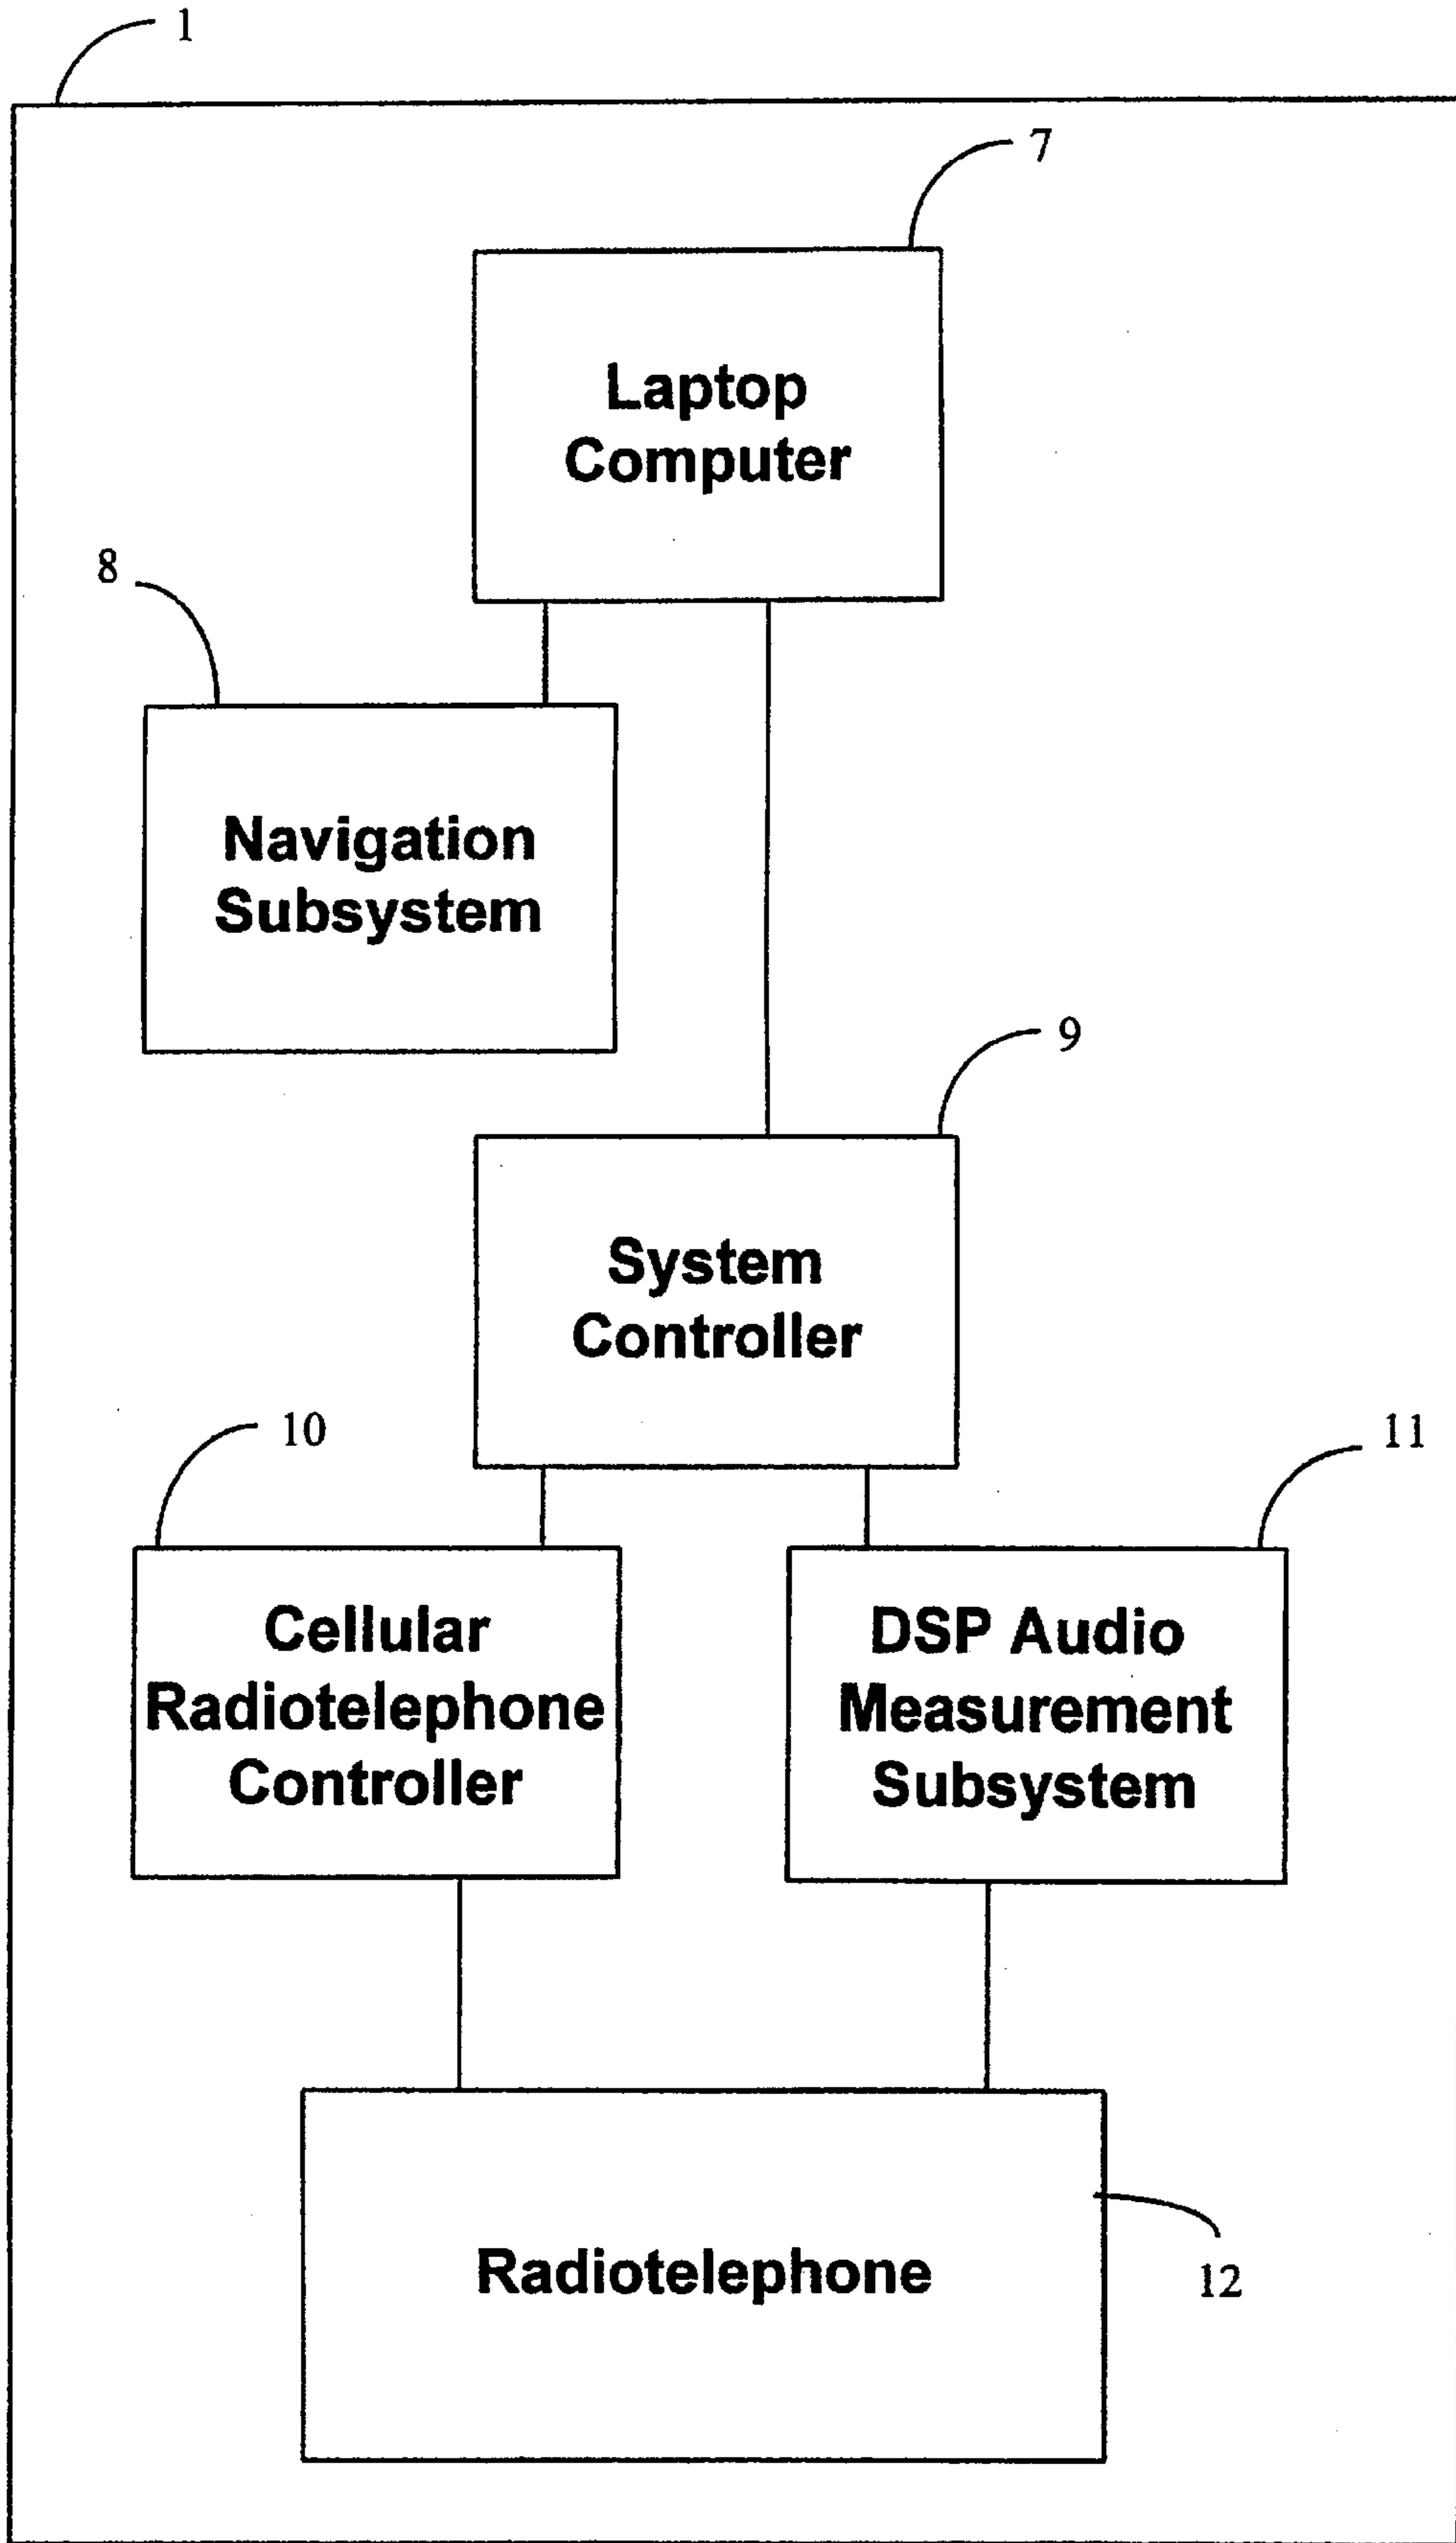 1
7
Laptop
Computer
8
Navigation
Subsystem
9
System
Controller
10
11
Cellular
Radiotelephone
Controller
DSP Audio
Measurement
Subsystem
Radiotelephone
12